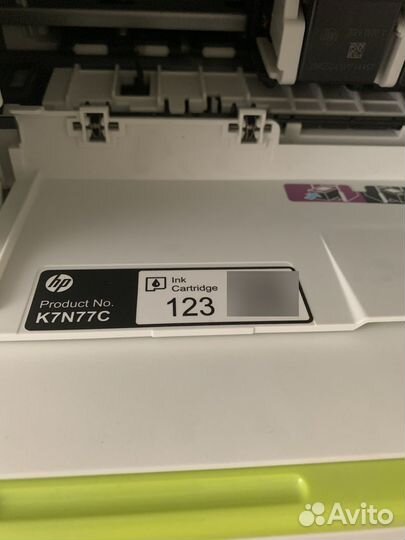 hp
Product No.
K7N77C
Ink
Cartridge
123
Avito